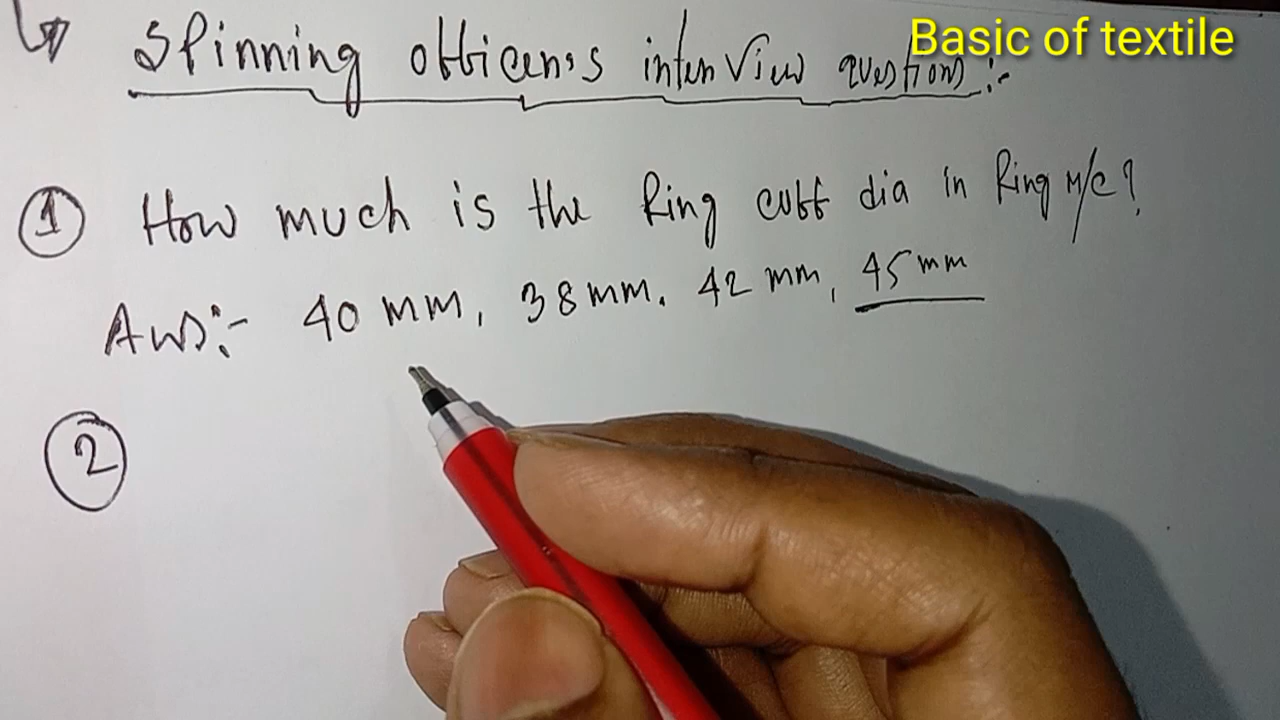 Basic of textile
Spinning officer's interview questions:-
① How much is the Ring cuff dia in Ring M/C?
Ans:- 40 mm, 38 mm. 42 mm, 45 mm
②